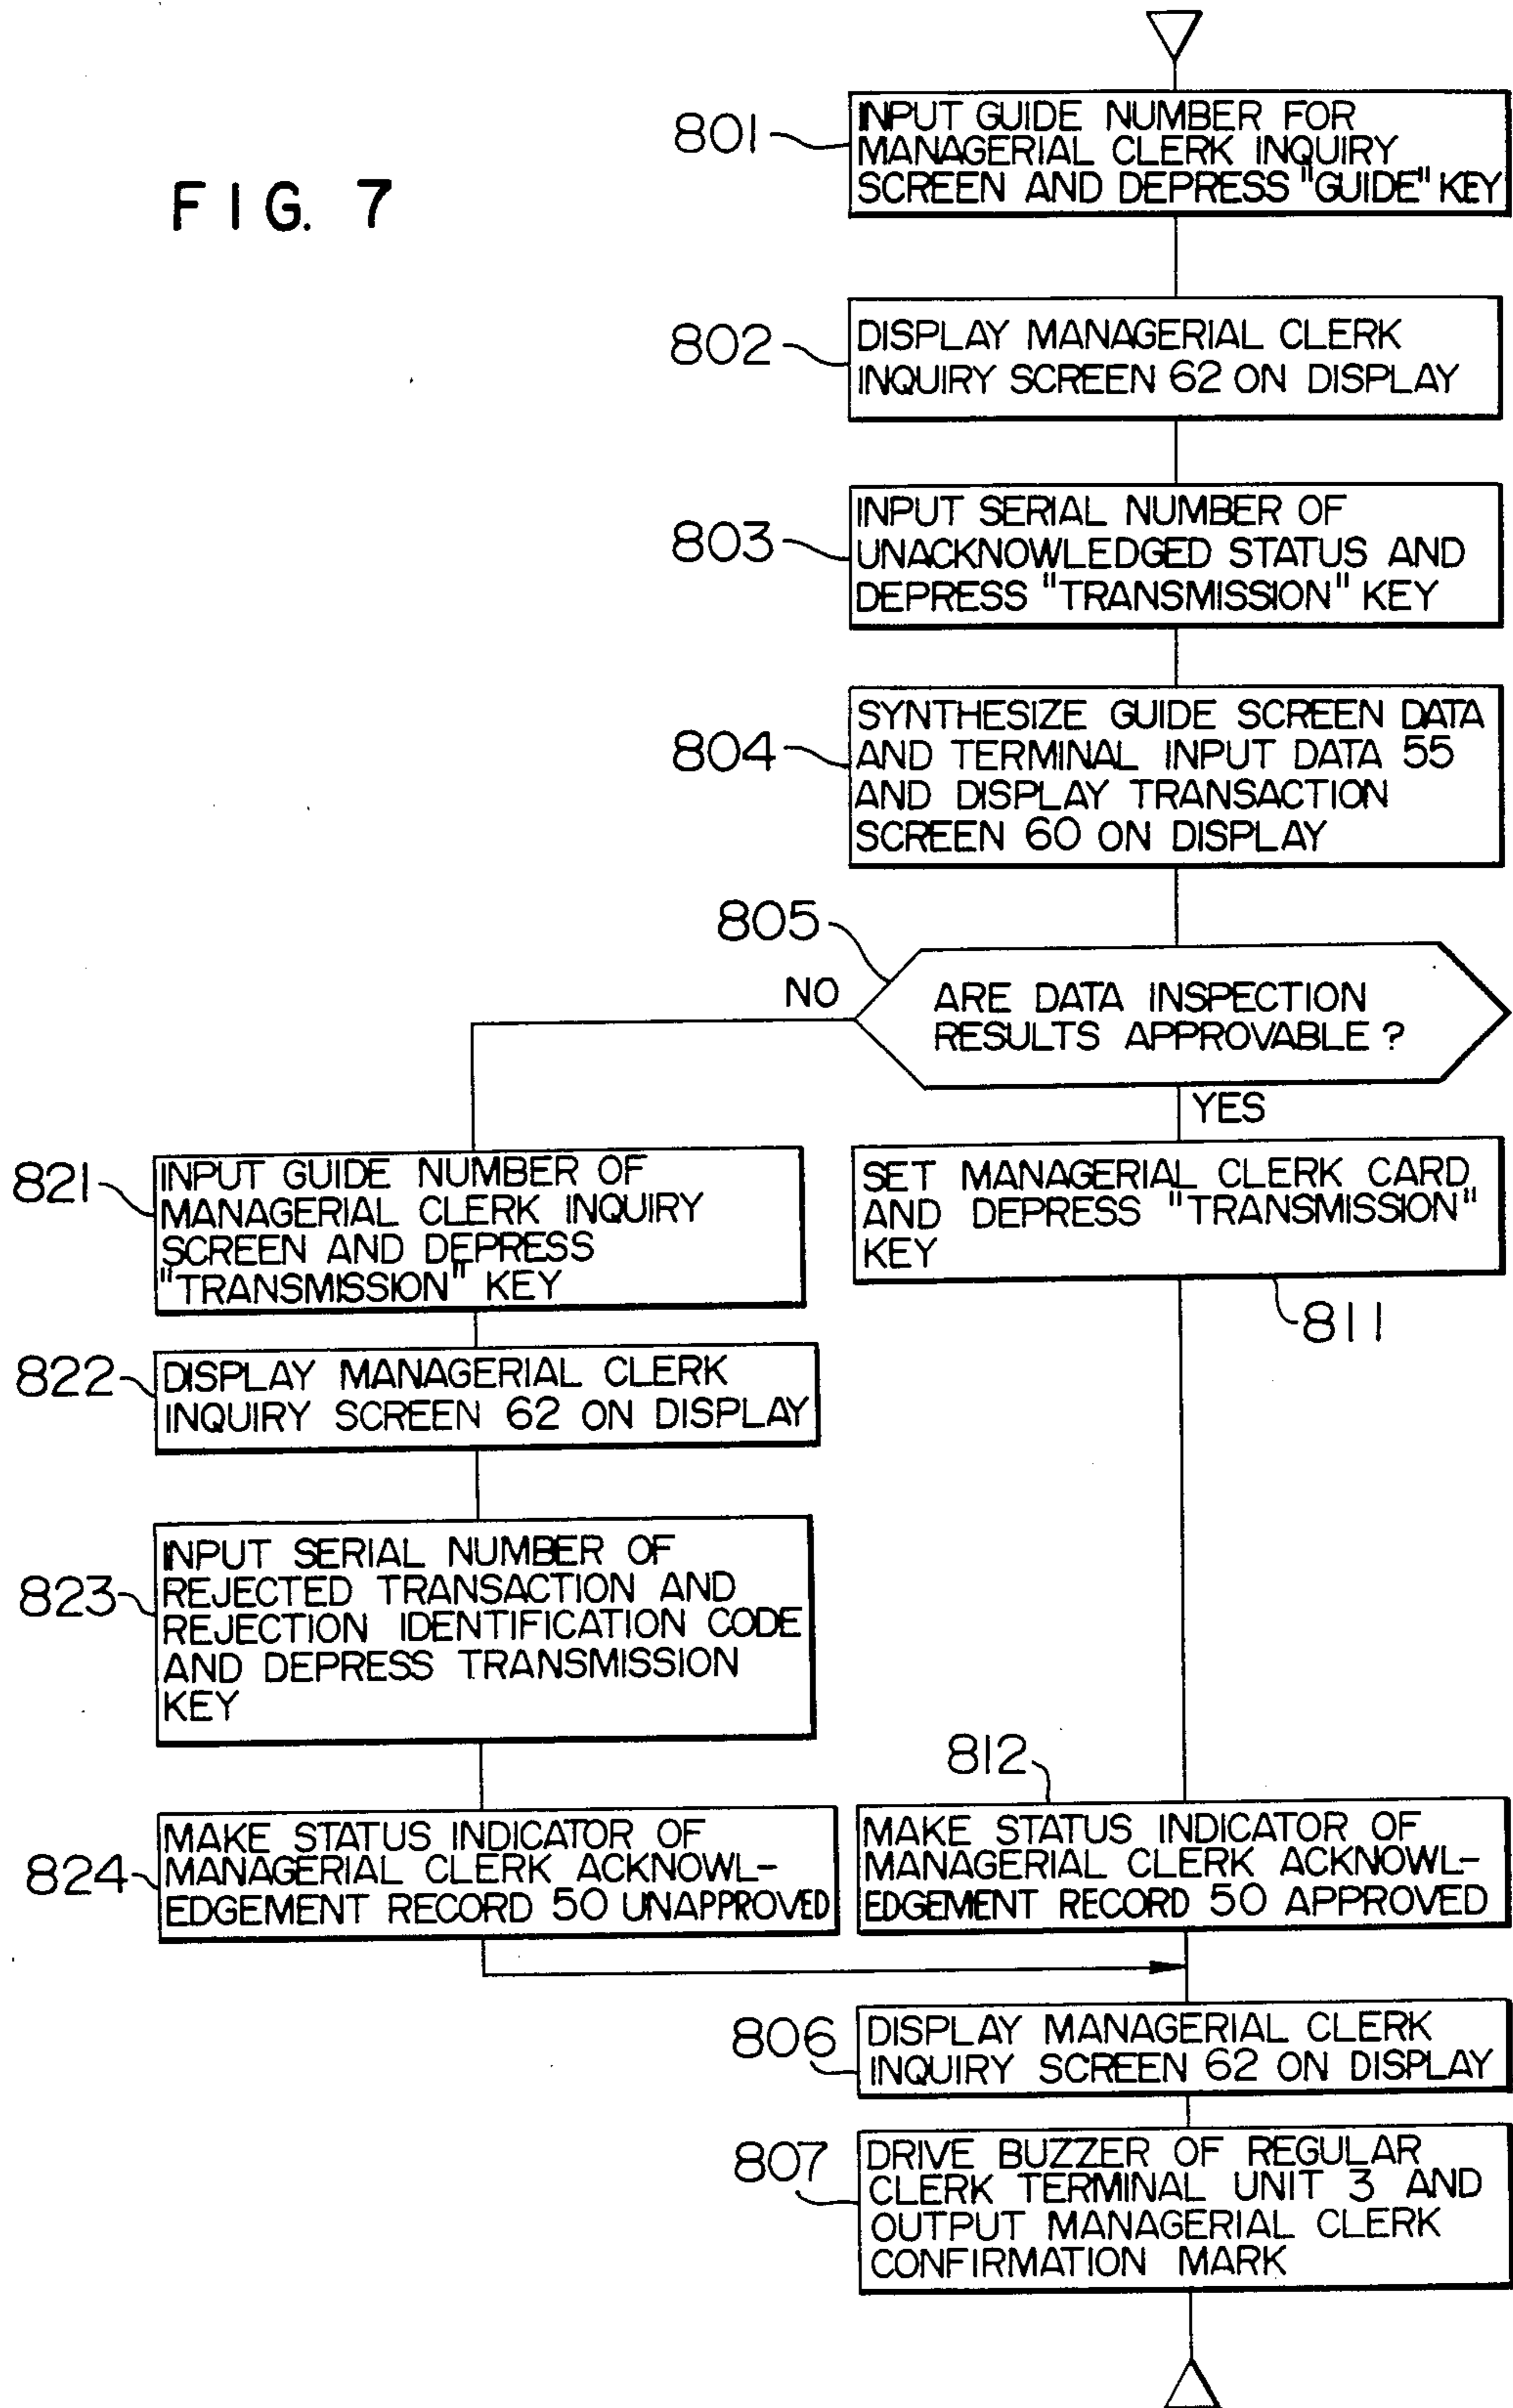 FIG. 7
801
INPUT GUIDE NUMBER FOR
MANAGERIAL CLERK INQUIRY
SCREEN AND DEPRESS "GUIDE" KEY
802
DISPLAY MANAGERIAL CLERK
INQUIRY SCREEN 62 ON DISPLAY
803
INPUT SERIAL NUMBER OF
UNACKNOWLEDGED STATUS AND
DEPRESS "TRANSMISSION" KEY
804
SYNTHESIZE GUIDE SCREEN DATA
AND TERMINAL INPUT DATA 55
AND DISPLAY TRANSACTION
SCREEN 60 ON DISPLAY
805
NO
ARE DATA INSPECTION
RESULTS APPROVABLE ?
YES
821
INPUT GUIDE NUMBER OF
MANAGERIAL CLERK INQUIRY
SCREEN AND DEPRESS
"TRANSMISSION" KEY
SET MANAGERIAL CLERK CARD
AND DEPRESS "TRANSMISSION"
KEY
811
822
DISPLAY MANAGERIAL CLERK
INQUIRY SCREEN 62 ON DISPLAY
823
INPUT SERIAL NUMBER OF
REJECTED TRANSACTION AND
REJECTION IDENTIFICATION CODE
AND DEPRESS TRANSMISSION
KEY
824
MAKE STATUS INDICATOR OF
MANAGERIAL CLERK ACKNOWL-
EDGEMENT RECORD 50 UNAPPROVED
812
MAKE STATUS INDICATOR OF
MANAGERIAL CLERK ACKNOWL-
EDGEMENT RECORD 50 APPROVED
806
DISPLAY MANAGERIAL CLERK
INQUIRY SCREEN 62 ON DISPLAY
807
DRIVE BUZZER OF REGULAR
CLERK TERMINAL UNIT 3 AND
OUTPUT MANAGERIAL CLERK
CONFIRMATION MARK